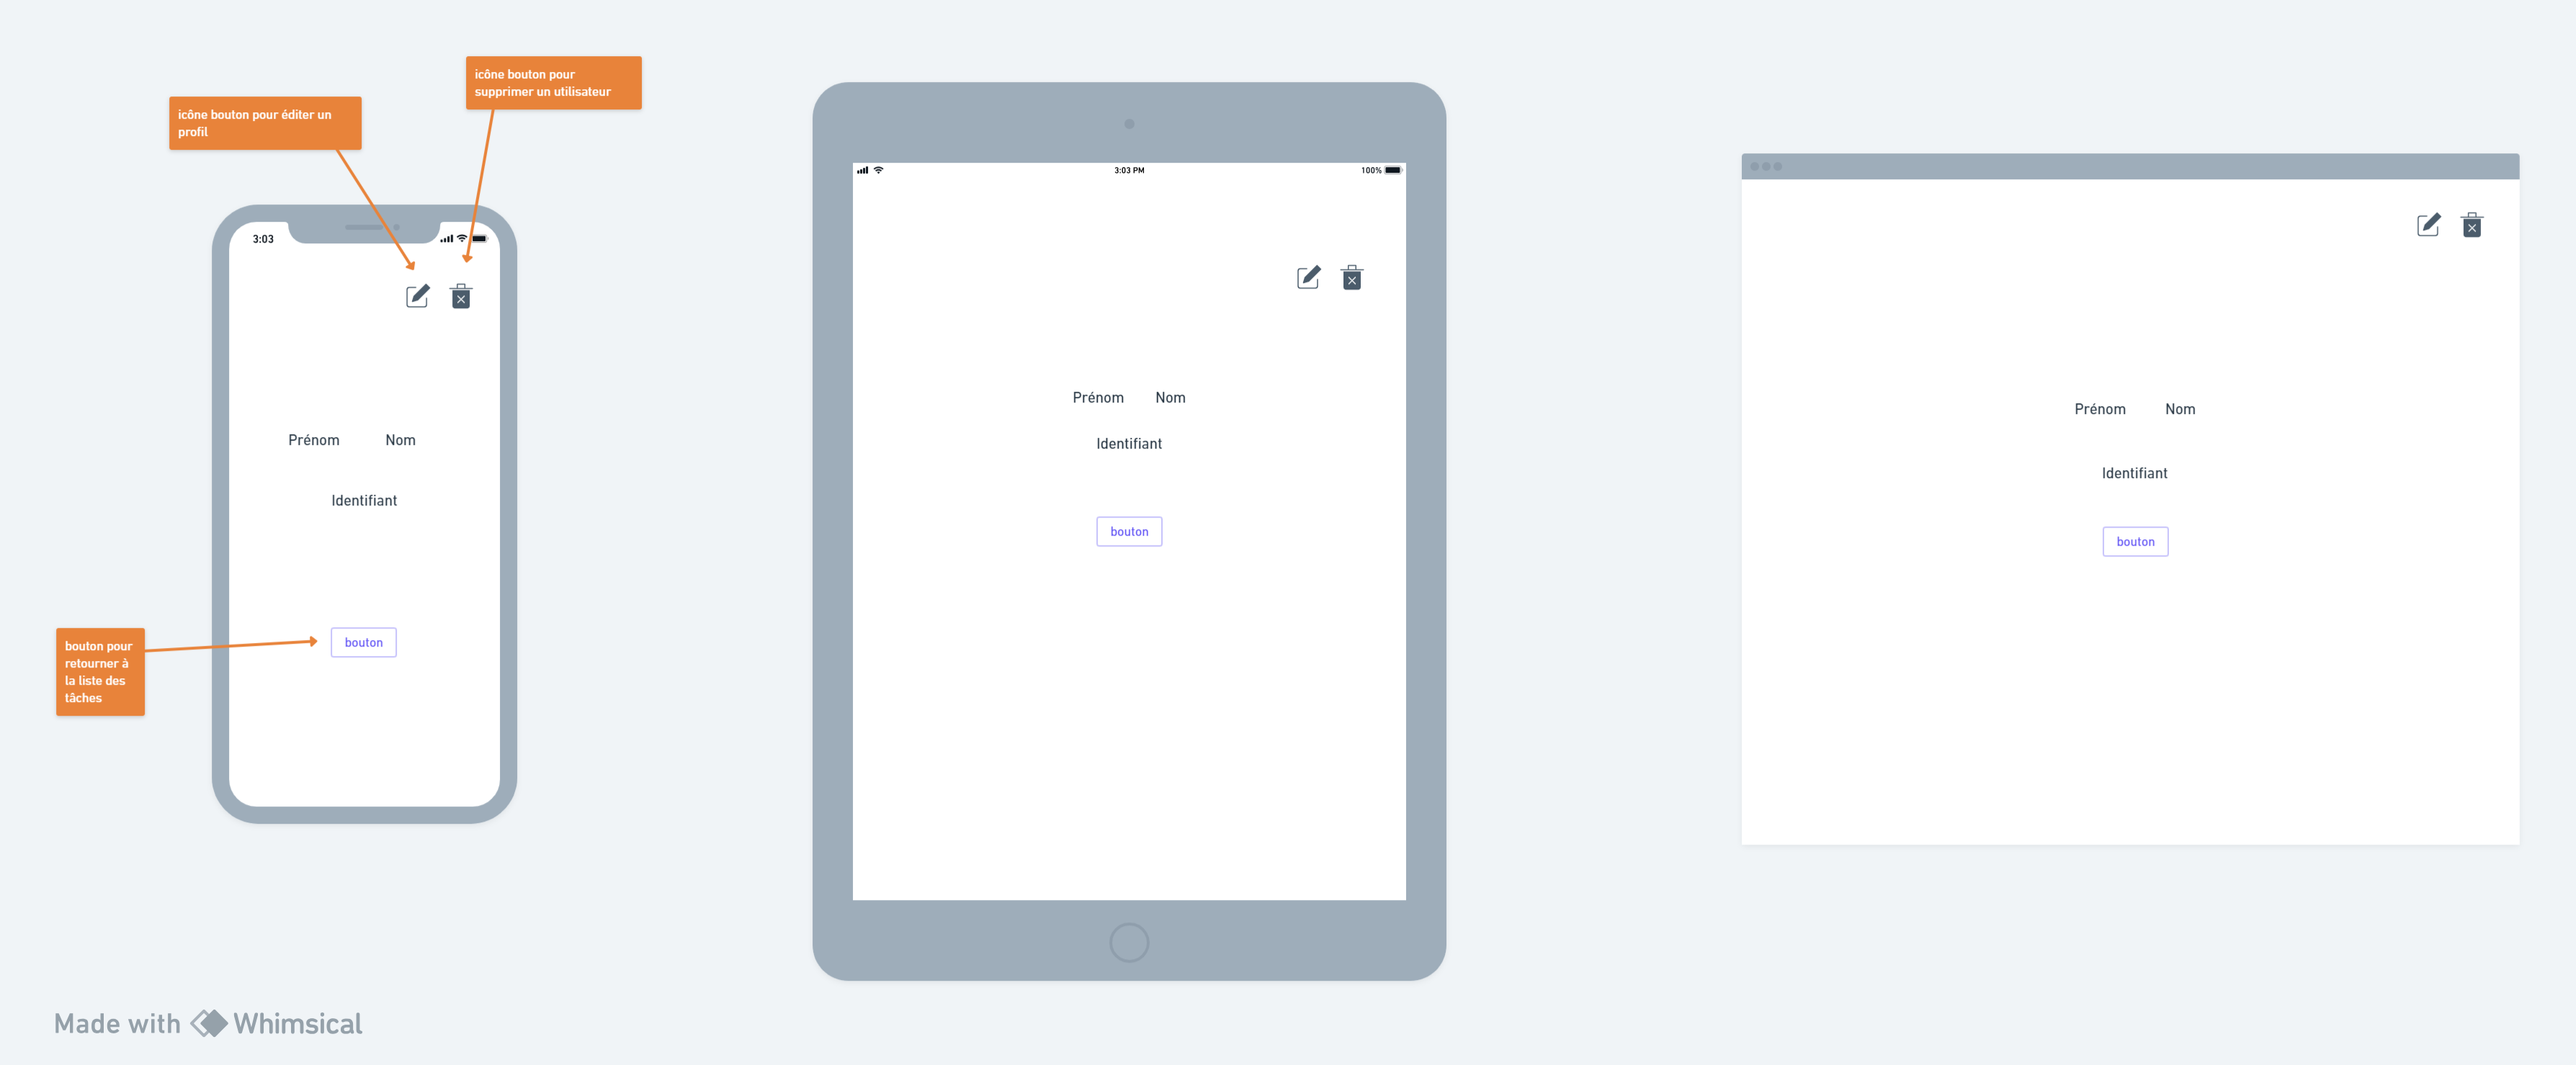 icône bouton pour
supprimer un utilisateur
icône bouton pour éditer un
profil
3:03
Prénom Nom
Identifiant
bouton
bouton pour
retourner à
la liste des
tâches
3:03 PM
100%
Prénom Nom
Identifiant
bouton
Prénom Nom
Identifiant
bouton
Made with Whimsical